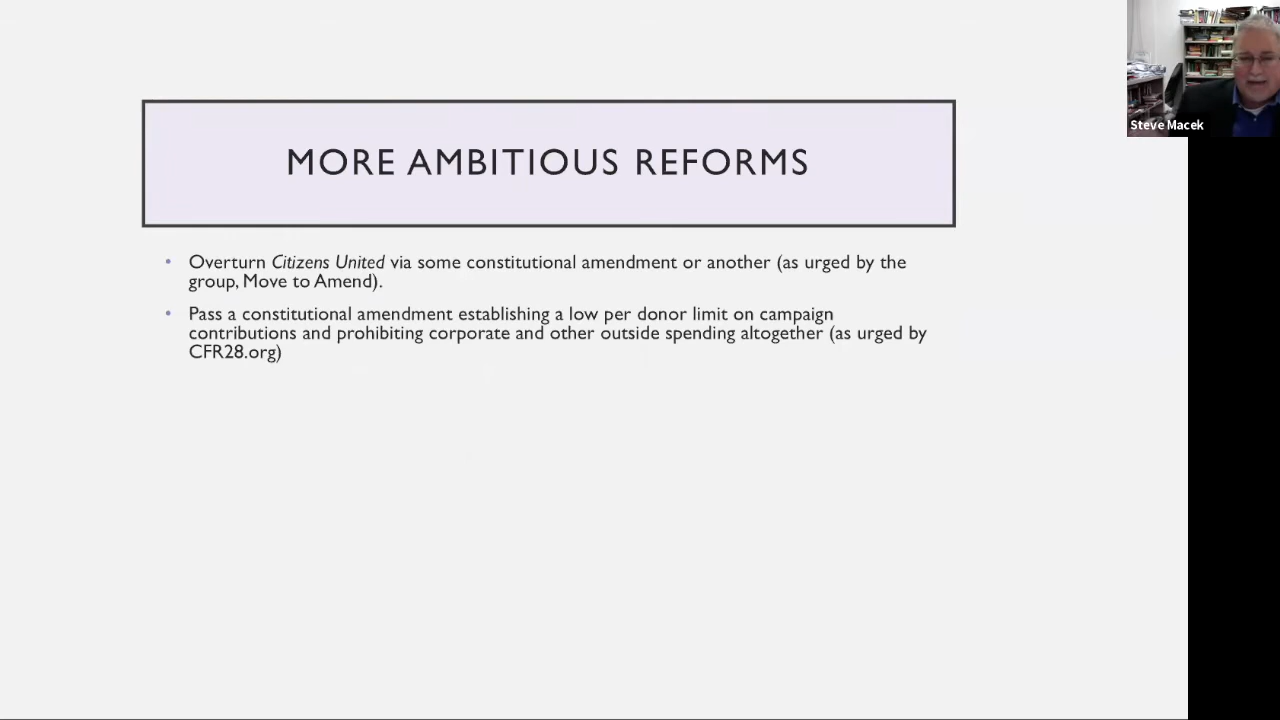 MORE AMBITIOUS REFORMS
• Overturn Citizens United via some constitutional amendment or another (as urged by the
group, Move to Amend).
• Pass a constitutional amendment establishing a low per donor limit on campaign
contributions and prohibiting corporate and other outside spending altogether (as urged by
CFR28.org)
Steve Macek